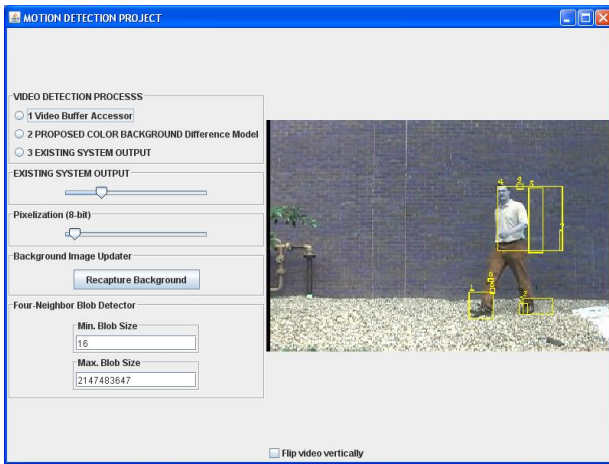 MOTION DETECTION PROJECT
VIDEO DETECTION PROCESSS
1 Video Buffer Accessor
2 PROPOSED COLOR BACKGROUND Difference Model
3 EXISTING SYSTEM OUTPUT
EXISTING SYSTEM OUTPUT
Pixelization (8-bit)
Background Image Updater
Recapture Background
Four-Neighbor Blob Detector
Min. Blob Size
16
Max. Blob Size
2147483647
Flip video vertically